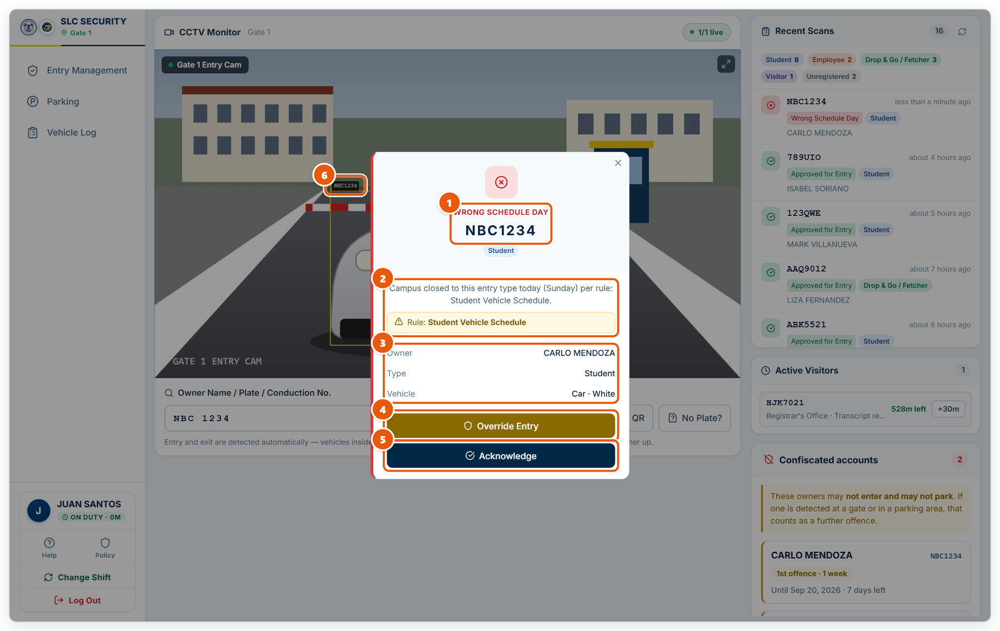 SLC SECURITY
Gate 1
Entry Management
Parking
Vehicle Log
JUAN SANTOS
ON DUTY · 0M
Help
Policy
Change Shift
Log Out
CCTV Monitor Gate 1
1/1 live
Gate 1 Entry Cam
NBC1234
GATE 1 ENTRY CAM
Owner Name / Plate / Conduction No.
NBC 1234
QR
No Plate?
Entry and exit are detected automatically — vehicles inside
up.
6
1
WRONG SCHEDULE DAY
NBC1234
Student
2
Campus closed to this entry type today (Sunday) per rule:
Student Vehicle Schedule.
Rule: Student Vehicle Schedule
3
Owner CARLO MENDOZA
Type Student
Vehicle Car · White
4
Override Entry
5
Acknowledge
Recent Scans 16
Student 8 Employee 2 Drop & Go / Fetcher 3
Visitor 1 Unregistered 2
NBC1234 less than a minute ago
Wrong Schedule Day Student
CARLO MENDOZA
789UIO about 4 hours ago
Approved for Entry Student
ISABEL SORIANO
123QWE about 5 hours ago
Approved for Entry Student
MARK VILLANUEVA
AAQ9012 about 7 hours ago
Approved for Entry Drop & Go / Fetcher
LIZA FERNANDEZ
ABK5521 about 8 hours ago
Approved for Entry Student
Active Visitors 1
HJK7021
Registrar's Office · Transcript re...
528m left
+30m
Confiscated accounts 2
These owners may not enter and may not park. If
one is detected at a gate or in a parking area, that
counts as a further offence.
CARLO MENDOZA NBC1234
1st offence · 1 week
Until Sep 20, 2026 · 7 days left